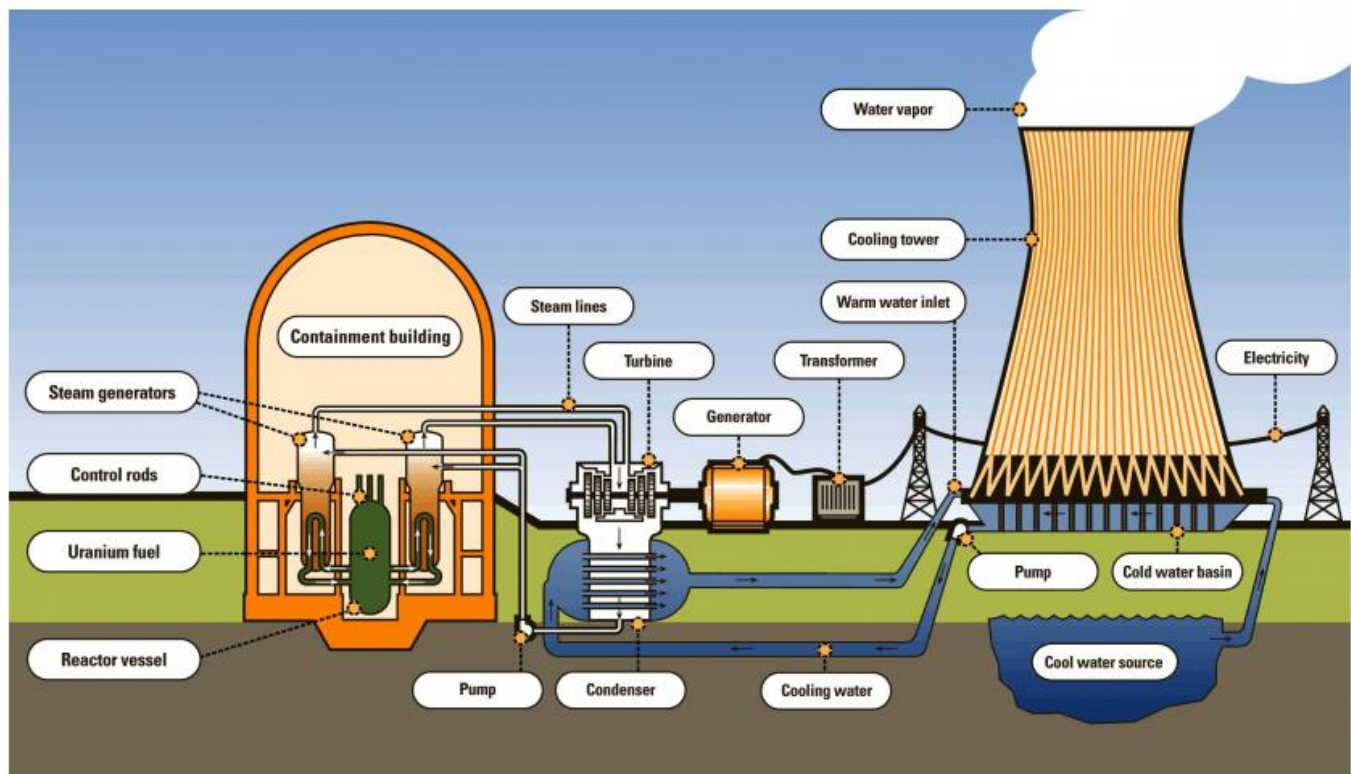 Water vapor
Cooling tower
Warm water inlet
Steam lines
Containment building
Turbine
Transformer
Electricity
Steam generators
Generator
Control rods
Uranium fuel
Pump
Cold water basin
Reactor vessel
Cool water source
Pump
Condenser
Cooling water